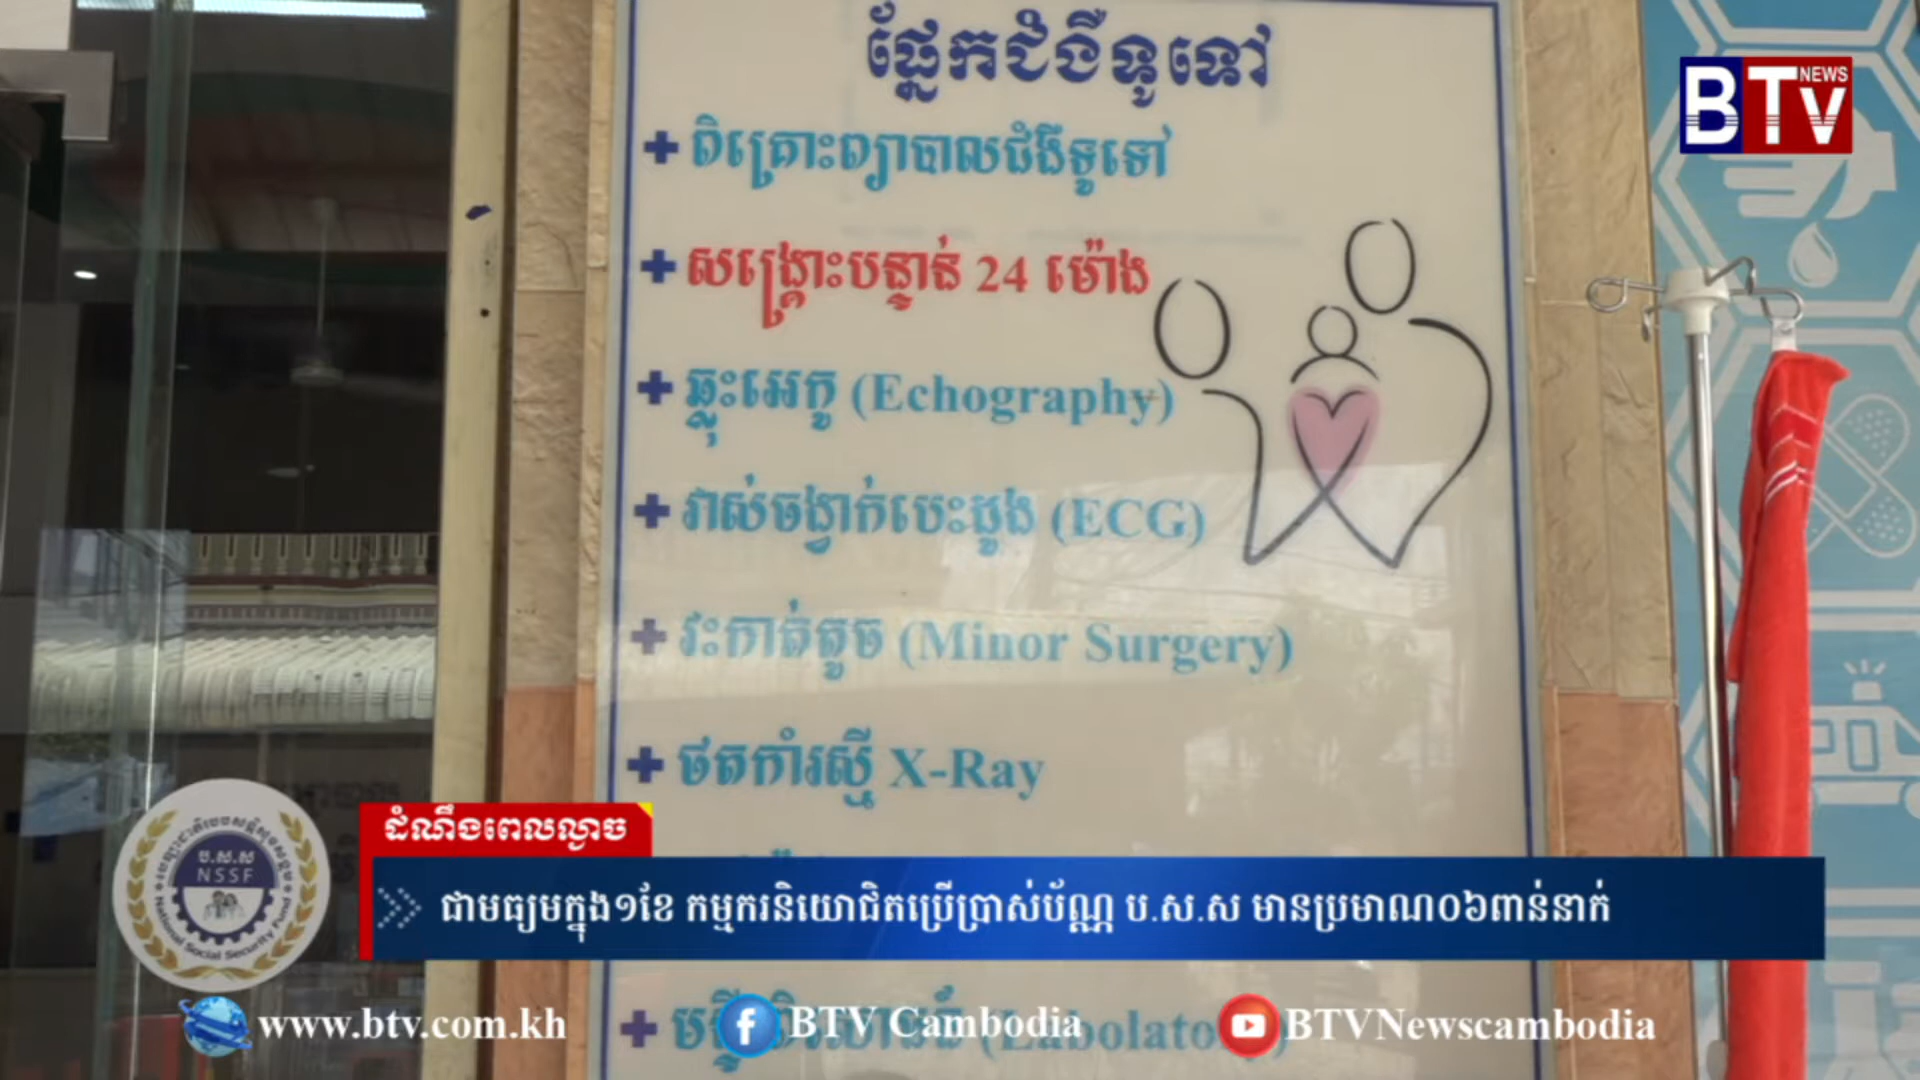 ផ្នែកជំងឺទូទៅ
BTV NEWS
+ ពិគ្រោះព្យាបាលជំងឺទូទៅ
+ សង្គ្រោះបន្ទាន់ 24 ម៉ោង
+ ឆ្លុះអេកូ (Echography)
+ វាស់ចង្វាក់បេះដូង (ECG)
+ វះកាត់តូច (Minor Surgery)
+ ថតកាំរស្មី X-Ray
ប.ស.ស
NSSF
National Social Security Fund
ដំណឹងពេលល្ងាច
ជាមធ្យមក្នុង១ខែ កម្មករនិយោជិតប្រើប្រាស់ប័ណ្ណ ប.ស.ស មានប្រមាណ០៦ពាន់នាក់
www.btv.com.kh
BTV Cambodia
BTVNewscambodia